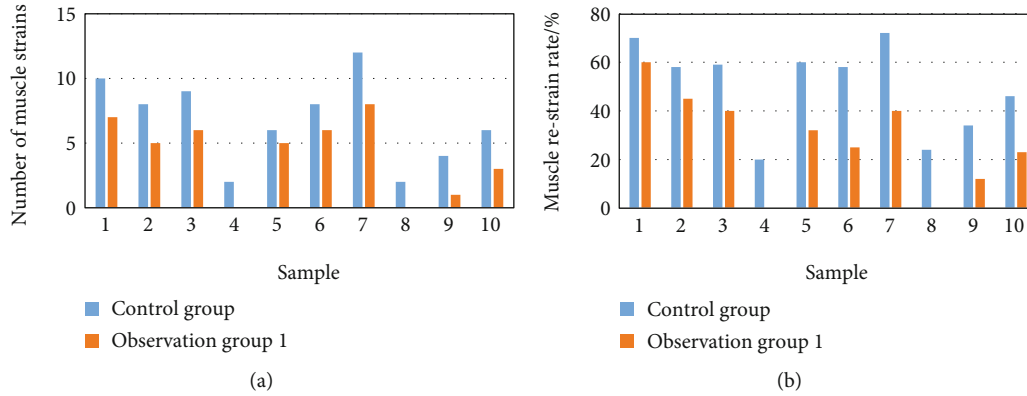 Number of muscle strains
15
10
5
0
1 2 3 4 5 6 7 8 9 10
Sample
Control group
Observation group 1
(a)
Muscle re-strain rate/%
80
60
40
20
0
1 2 3 4 5 6 7 8 9 10
Sample
Control group
Observation group 1
(b)